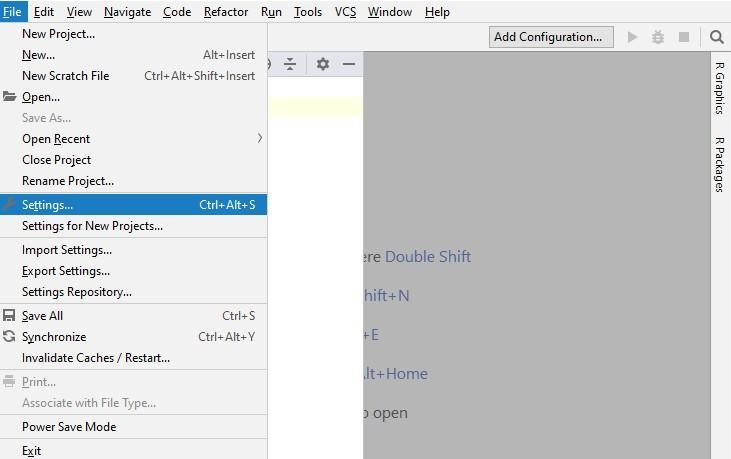 File Edit View Navigate Code Refactor Run Tools VCS Window Help
Add Configuration...
New Project...
New... Alt+Insert
New Scratch File Ctrl+Alt+Shift+Insert
Open...
Save As...
Open Recent
Close Project
Rename Project...
Settings... Ctrl+Alt+S
Settings for New Projects...
Import Settings...
Export Settings...
Settings Repository...
Save All Ctrl+S
Synchronize Ctrl+Alt+Y
Invalidate Caches / Restart...
Print...
Associate with File Type...
Power Save Mode
Exit
ere Double Shift
hift+N
+E
Alt+Home
o open
R Graphics
R Packages